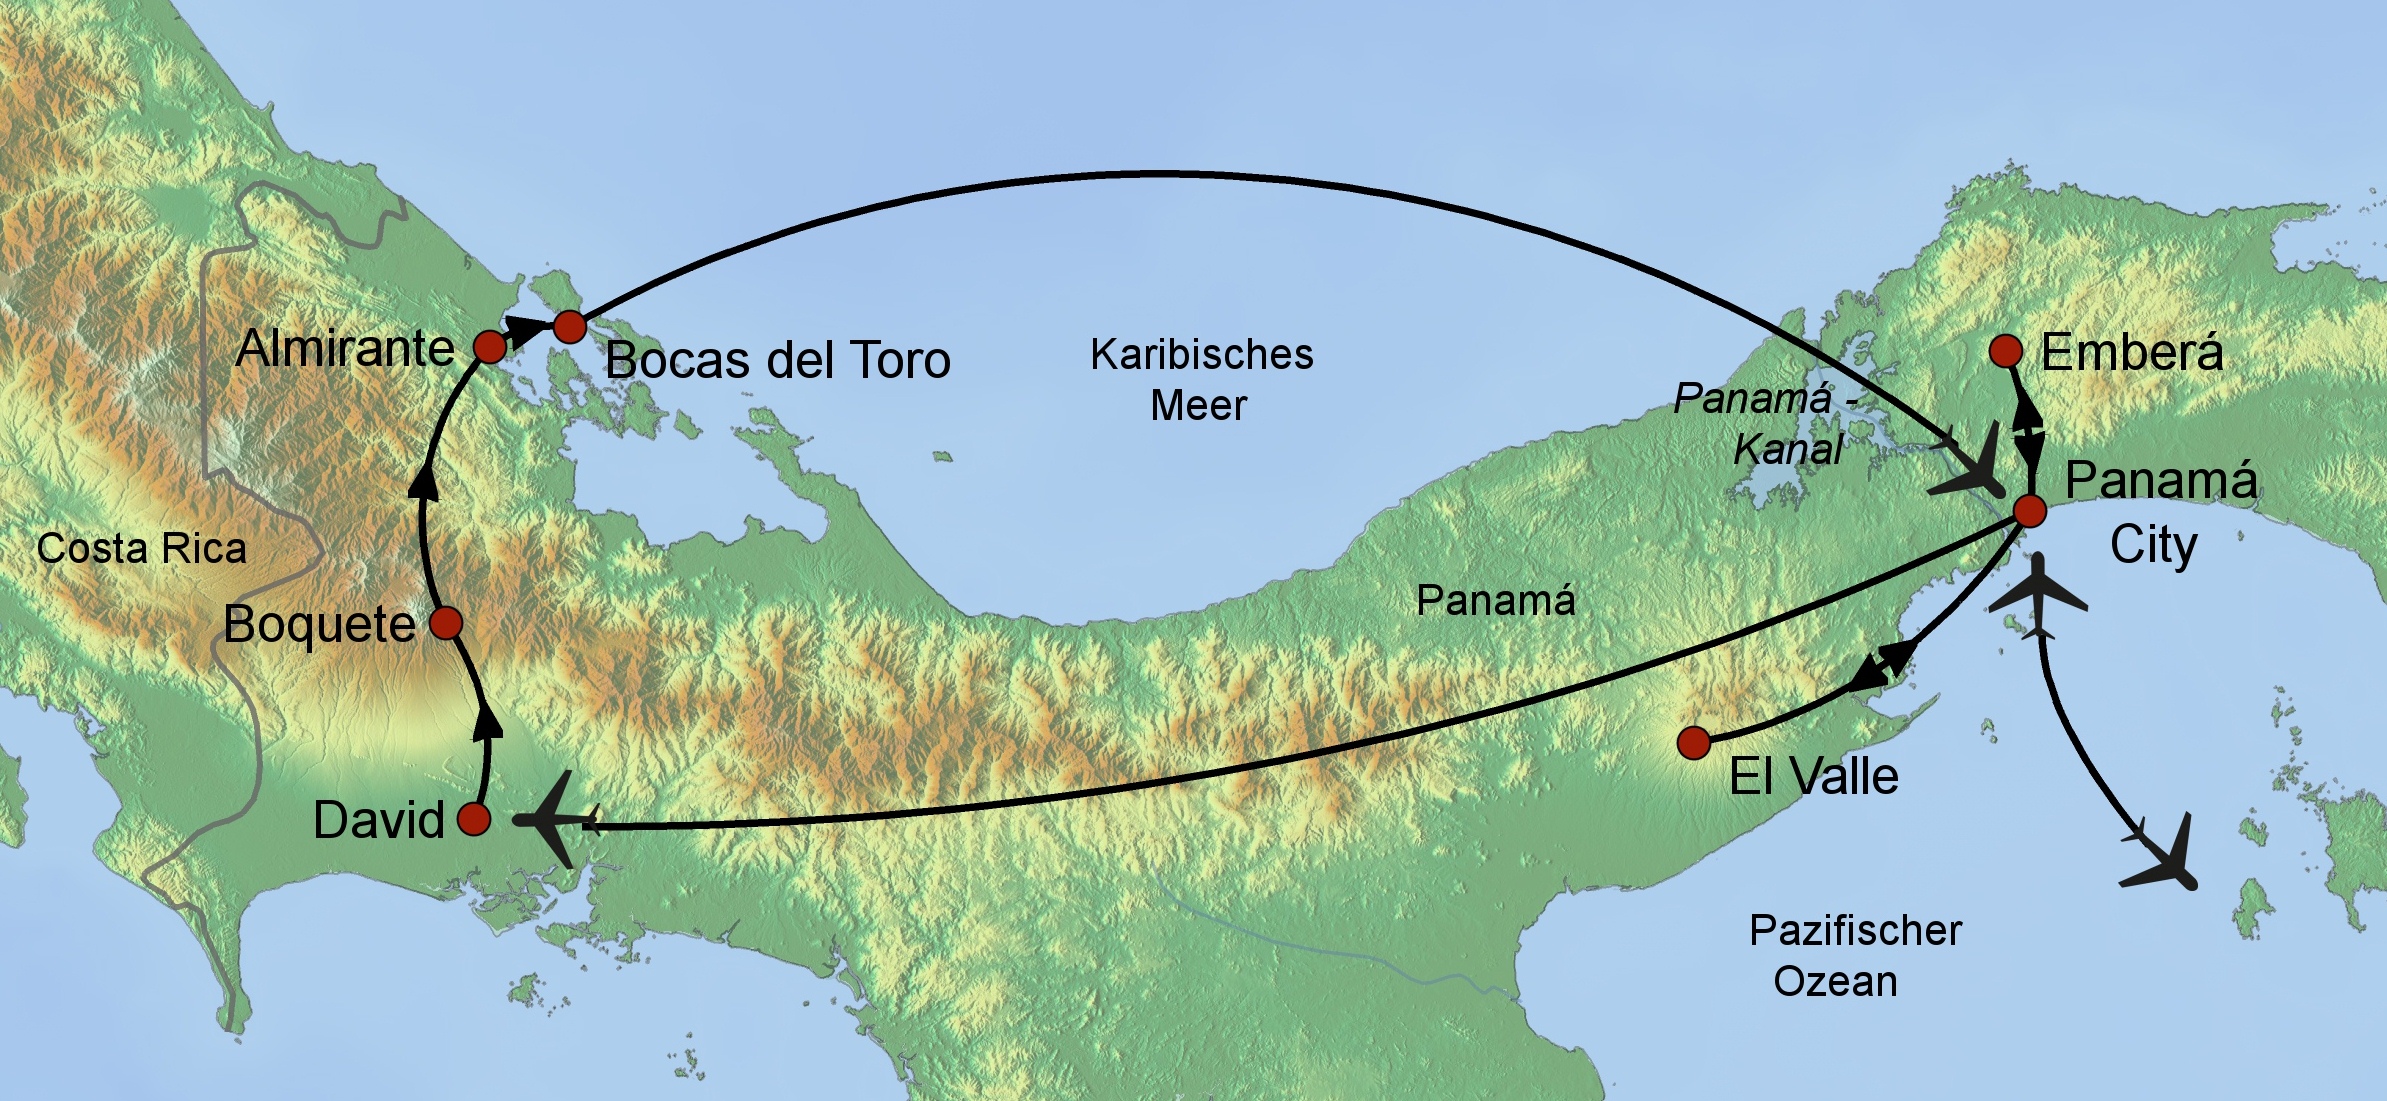 Almirante
Bocas del Toro
Karibisches
Meer
Emberá
Panamá -
Kanal
Panamá
City
Costa Rica
Boquete
Panamá
David
El Valle
Pazifischer
Ozean